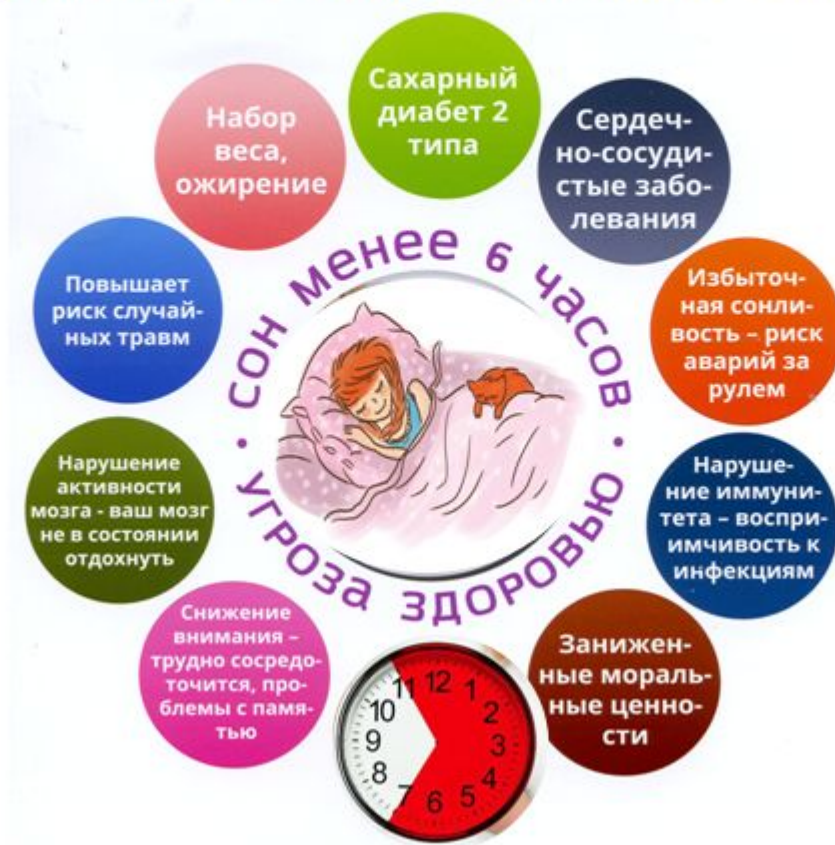 Сахарный
диабет 2
типа
Сердеч-
но-сосуди-
стые забо-
левания
Избыточ-
ная сонли-
вость – риск
аварий за
рулем
Наруше-
ние иммуни-
тета – воспри-
имчивость к
инфекциям
Занижен-
ные мораль-
ные ценно-
сти
Снижение
внимания –
трудно сосредо-
точится, про-
блемы с памя-
тью
Нарушение
активности
мозга - ваш мозг
не в состоянии
отдохнуть
Повышает
риск случай-
ных травм
Набор
веса,
ожирение
сон менее 6 часов
• угроза здоровью •
12
1
2
3
4
5
6
7
8
9
10
11